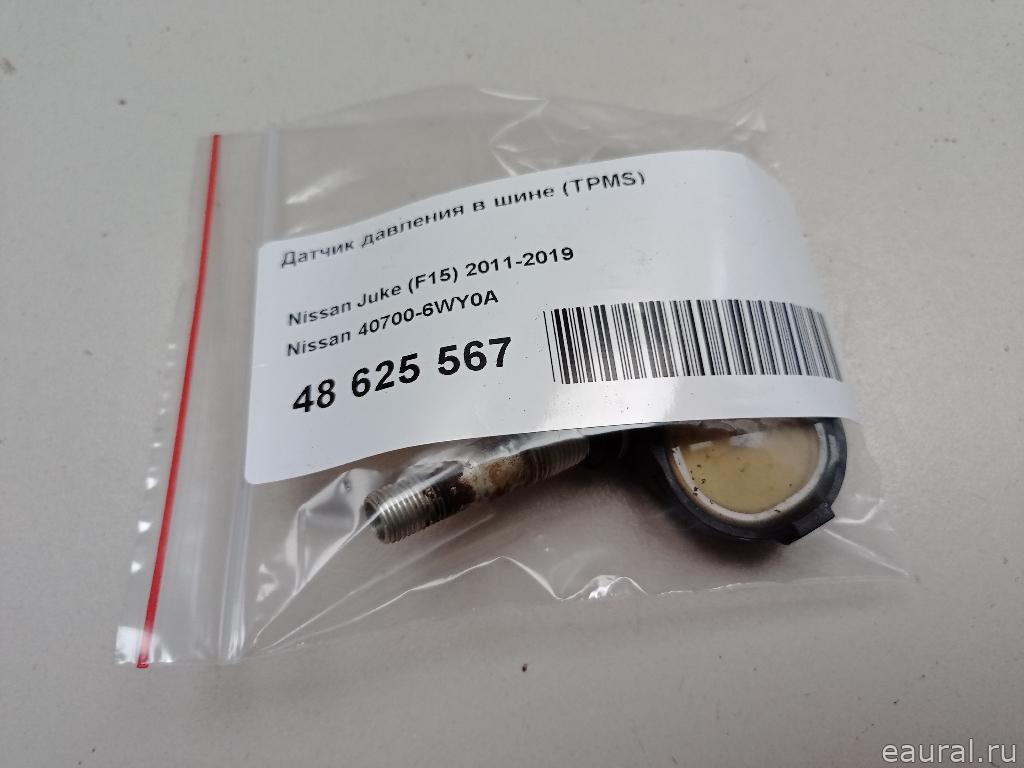 Датчик давления в шине (TPMS)
Nissan Juke (F15) 2011-2019
Nissan 40700-6WY0A
48 625 567
eaural.ru